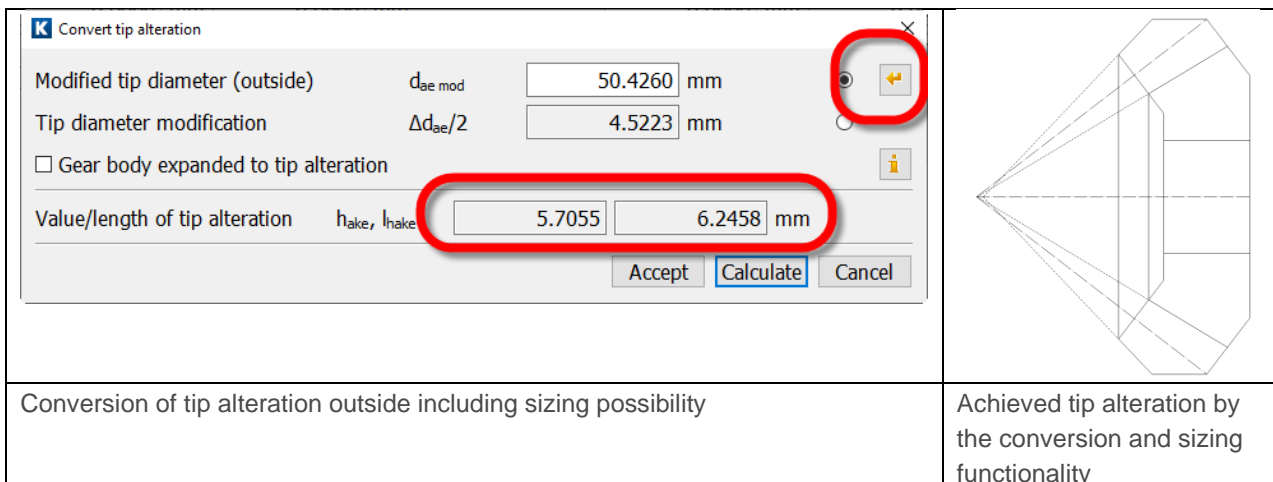 K Convert tip alteration
Modified tip diameter (outside) dae mod 50.4260 mm
Tip diameter modification Δdae/2 4.5223 mm
Gear body expanded to tip alteration i
Value/length of tip alteration hake, lhake 5.7055 6.2458 mm
Accept Calculate Cancel
Conversion of tip alteration outside including sizing possibility
Achieved tip alteration by
the conversion and sizing
functionality